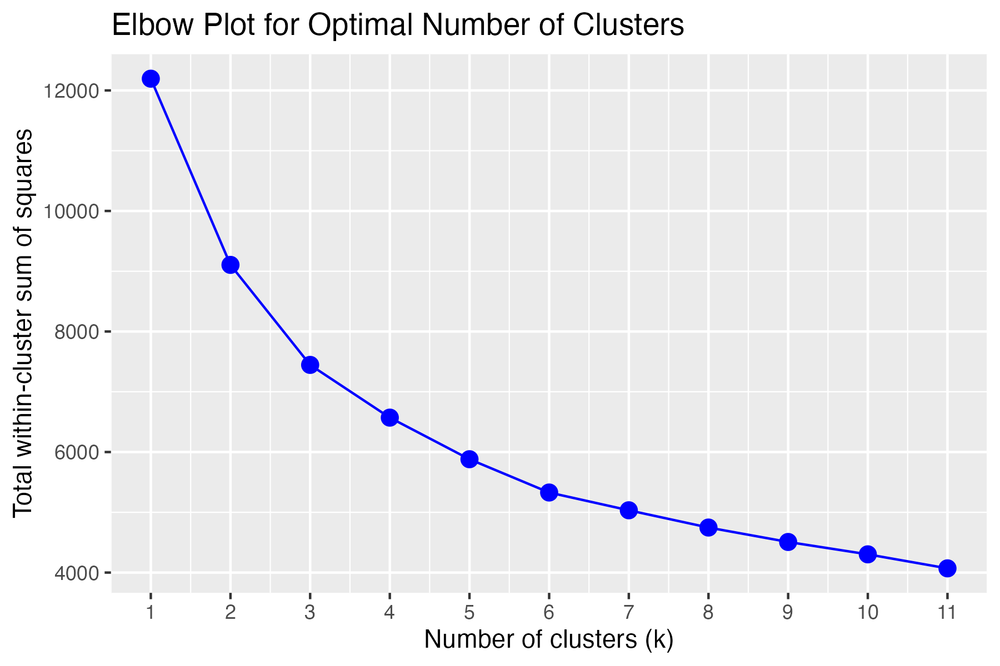 Elbow Plot for Optimal Number of Clusters
Total within-cluster sum of squares
12000
10000
8000
6000
4000
1 2 3 4 5 6 7 8 9 10 11
Number of clusters (k)